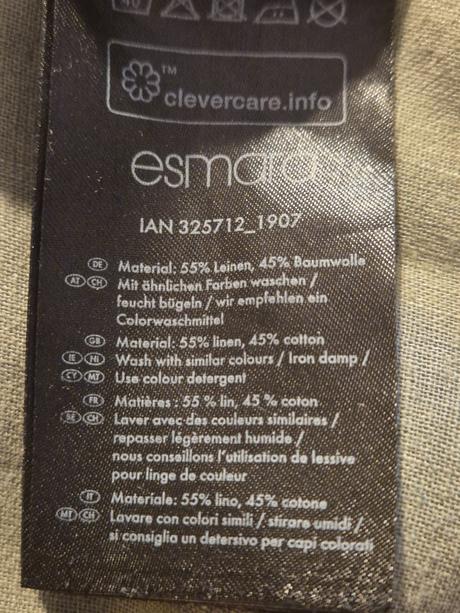 40
™
clevercare.info
esmara
IAN 325712_1907
DE Material: 55% Leinen, 45% Baumwolle
AT CH Mit ähnlichen Farben waschen /
feucht bügeln / wir empfehlen ein
Colorwaschmittel
GB Material: 55% linen, 45% cotton
IE NI Wash with similar colours / Iron damp /
CY MT Use colour detergent
FR Matières : 55 % lin, 45 % coton
BE CH Laver avec des couleurs similaires /
repasser légèrement humide /
nous conseillons l'utilisation de lessive
pour linge de couleur
IT Materiale: 55% lino, 45% cotone
MT CH Lavare con colori simili / stirare umidi /
si consiglia un detersivo per capi colorati